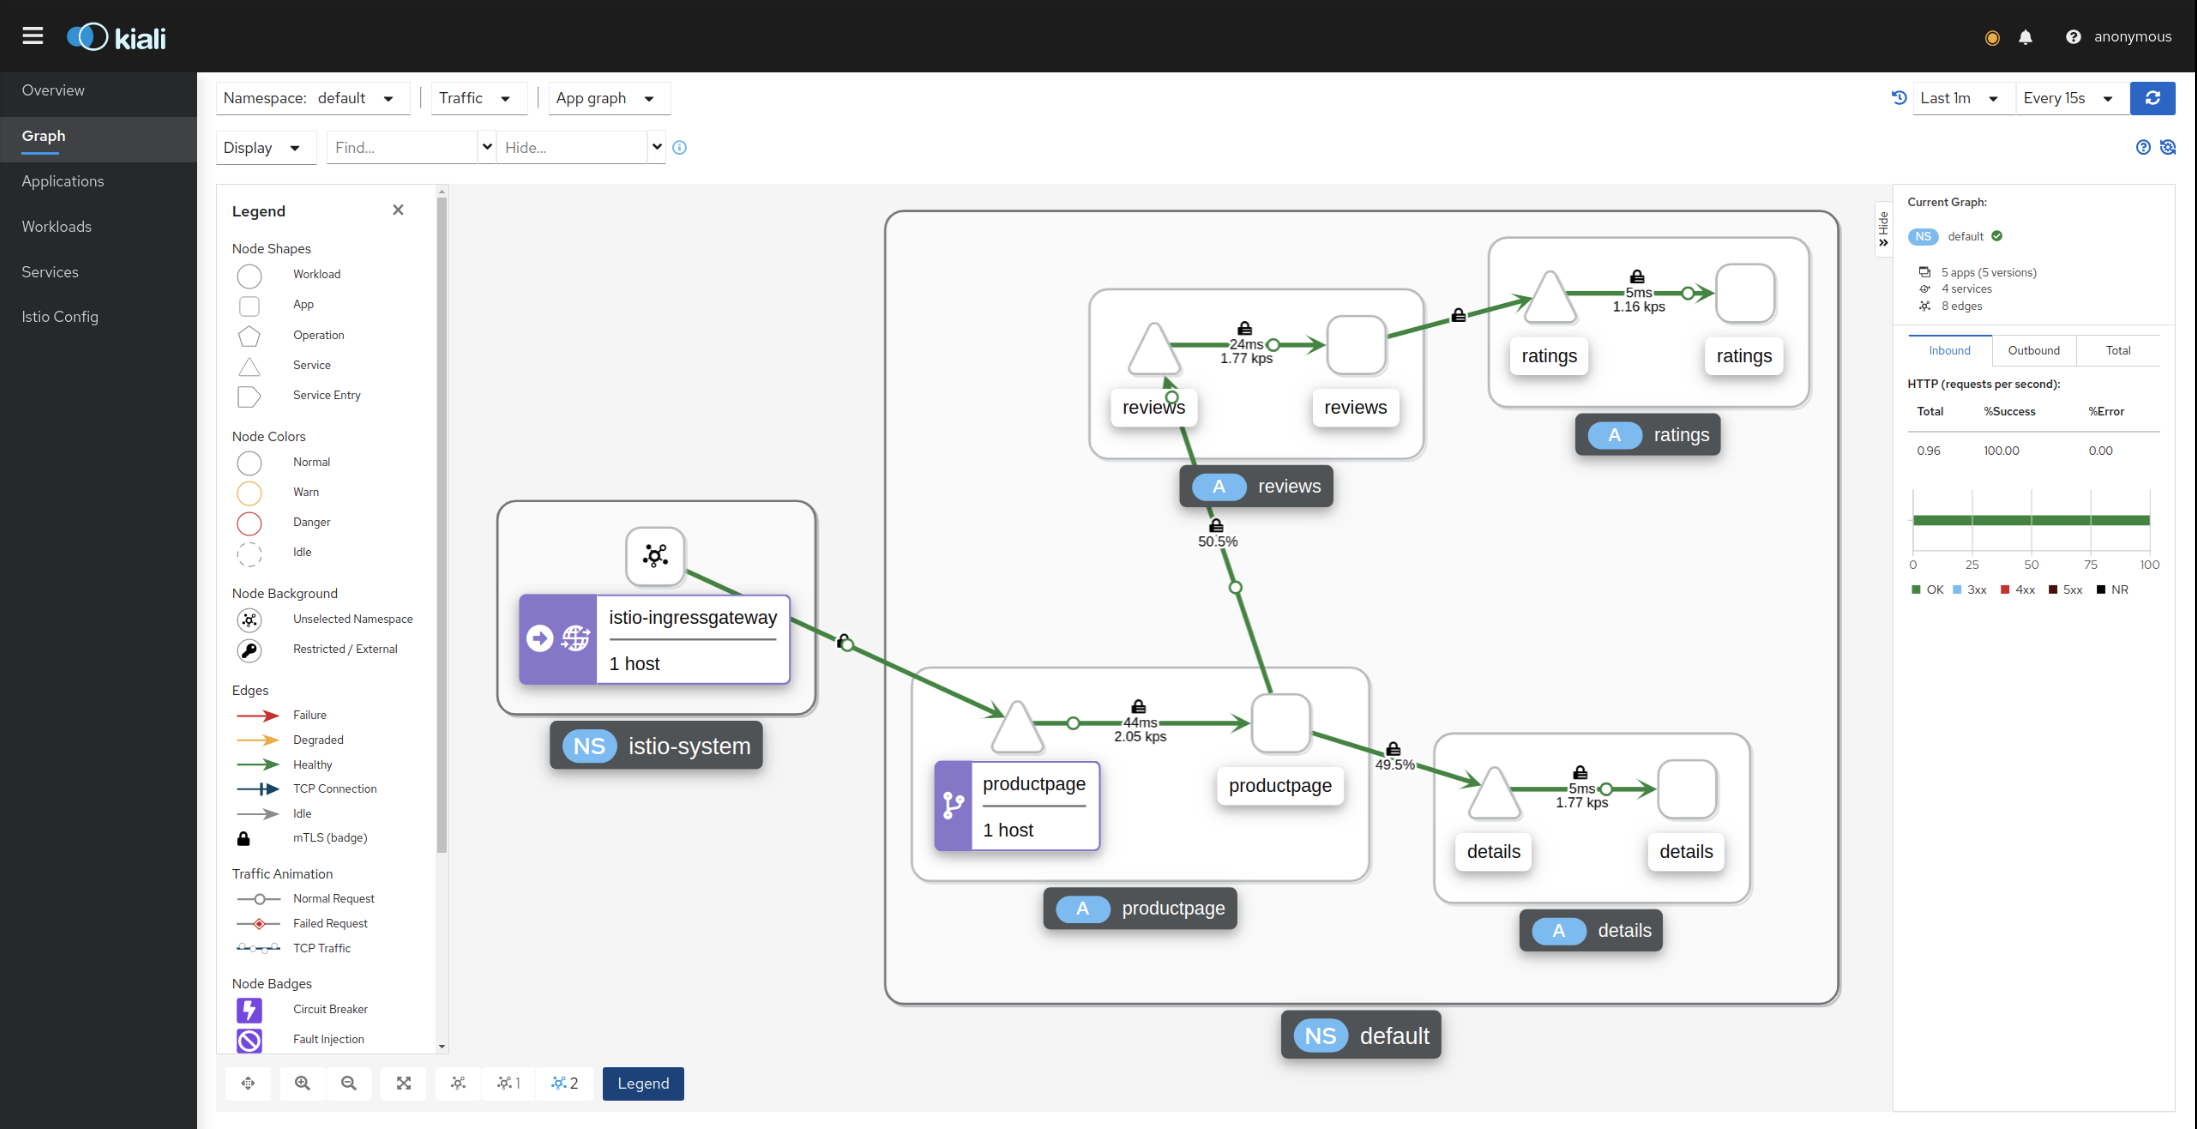 kiali
anonymous
Overview
Graph
Applications
Workloads
Services
Istio Config
Namespace: default
Traffic
App graph
Last 1m
Every 15s
Display
Find...
Hide...
Legend
Node Shapes
Workload
App
Operation
Service
Service Entry
Node Colors
Normal
Warn
Danger
Idle
Node Background
Unselected Namespace
Restricted / External
Edges
Failure
Degraded
Healthy
TCP Connection
Idle
mTLS (badge)
Traffic Animation
Normal Request
Failed Request
TCP Traffic
Node Badges
Circuit Breaker
Fault Injection
1
2
Legend
istio-ingressgateway
1 host
NS istio-system
24ms
1.77 kps
reviews
reviews
A reviews
5ms
1.16 kps
ratings
ratings
A ratings
50.5%
44ms
2.05 kps
productpage
1 host
productpage
A productpage
49.5%
5ms
1.77 kps
details
details
A details
NS default
Hide
Current Graph:
NS default
5 apps (5 versions)
4 services
8 edges
Inbound
Outbound
Total
HTTP (requests per second):
Total %Success %Error
0.96 100.00 0.00
0 25 50 75 100
OK 3xx 4xx 5xx NR